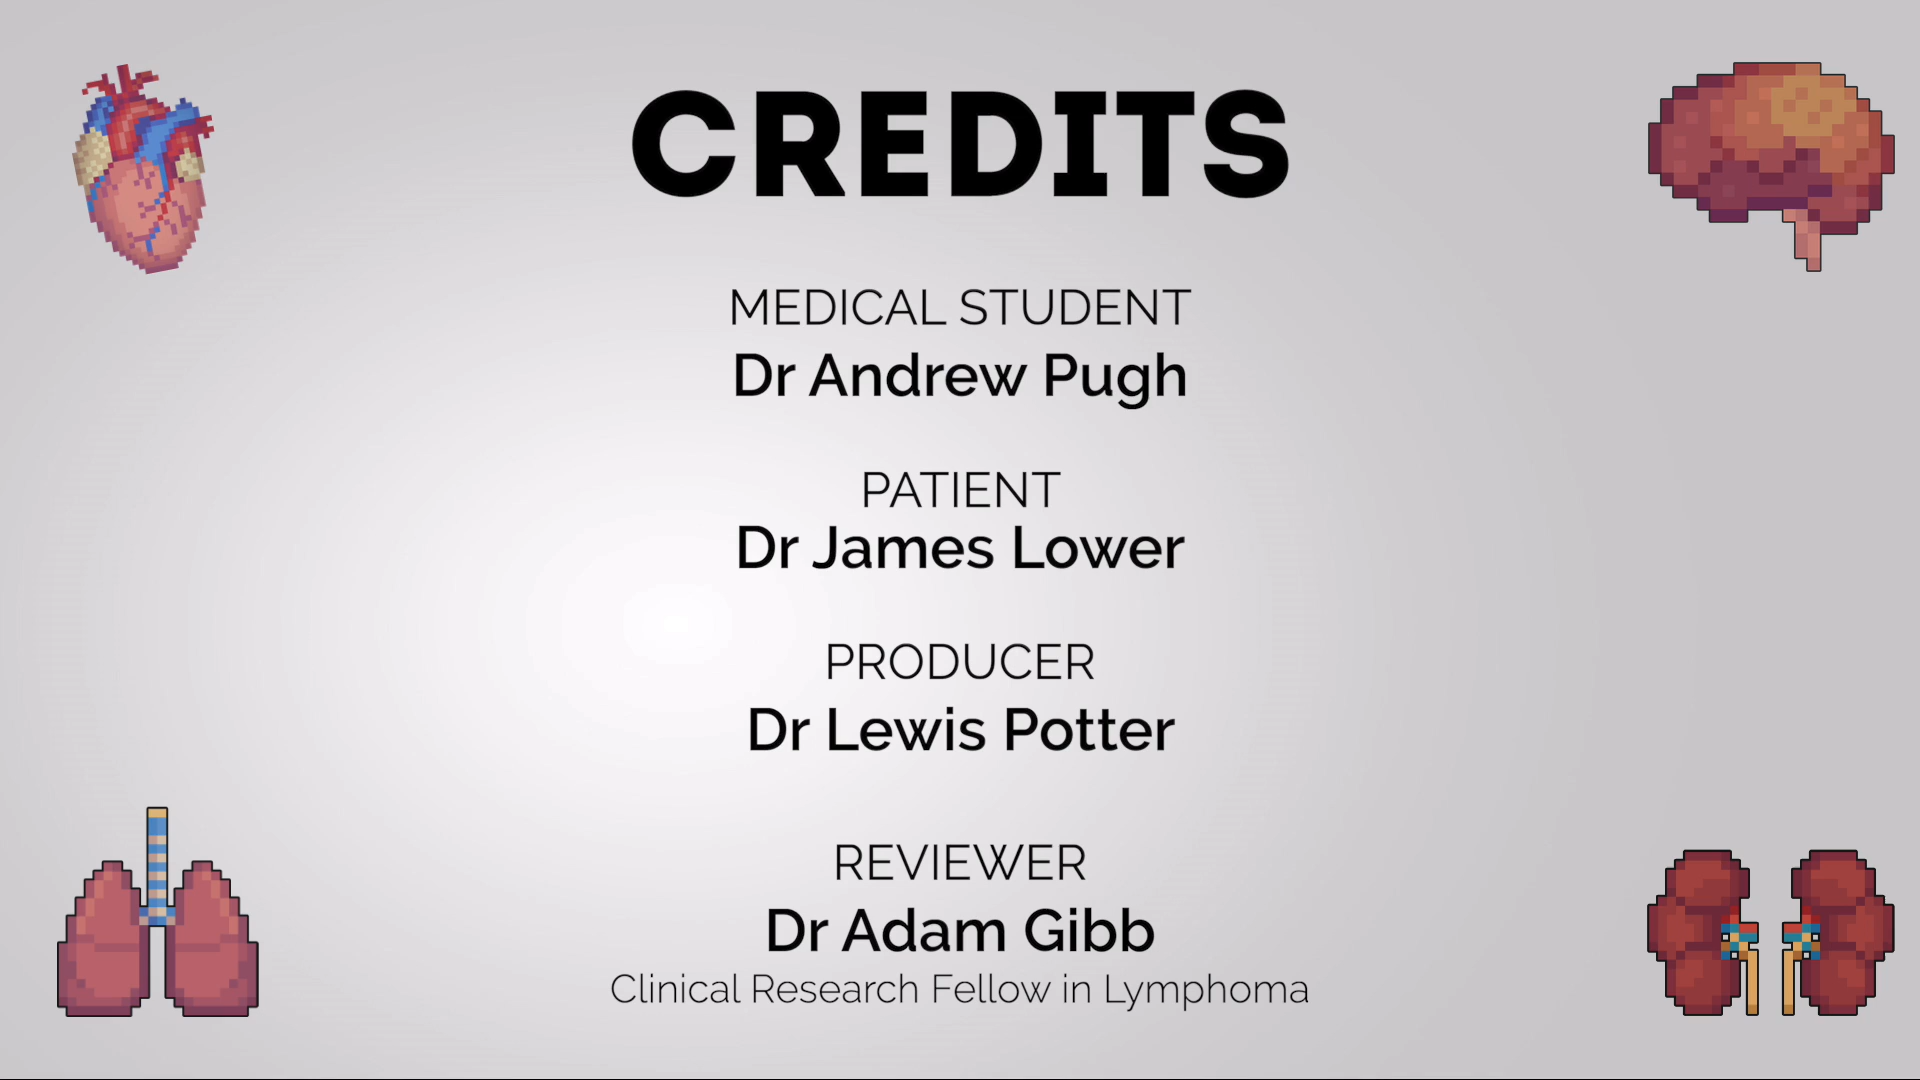 CREDITS
MEDICAL STUDENT
Dr Andrew Pugh
PATIENT
Dr James Lower
PRODUCER
Dr Lewis Potter
REVIEWER
Dr Adam Gibb
Clinical Research Fellow in Lymphoma